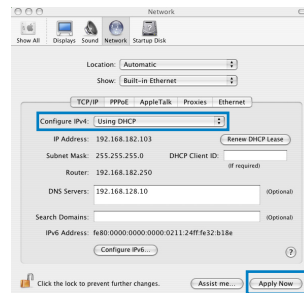 Network
Show All Displays Sound Network Startup Disk
Location: Automatic
Show: Built-in Ethernet
TCP/IP PPPoE AppleTalk Proxies Ethernet
Configure IPv4: Using DHCP
IP Address: 192.168.182.103 Renew DHCP Lease
Subnet Mask: 255.255.255.0 DHCP Client ID:
(If required)
Router: 192.168.182.250
DNS Servers: 192.168.128.10 (Optional)
Search Domains: (Optional)
IPv6 Address: fe80:0000:0000:0000:0211:24ff:fe32:b18e
Configure IPv6... ?
Click the lock to prevent further changes. Assist me... Apply Now